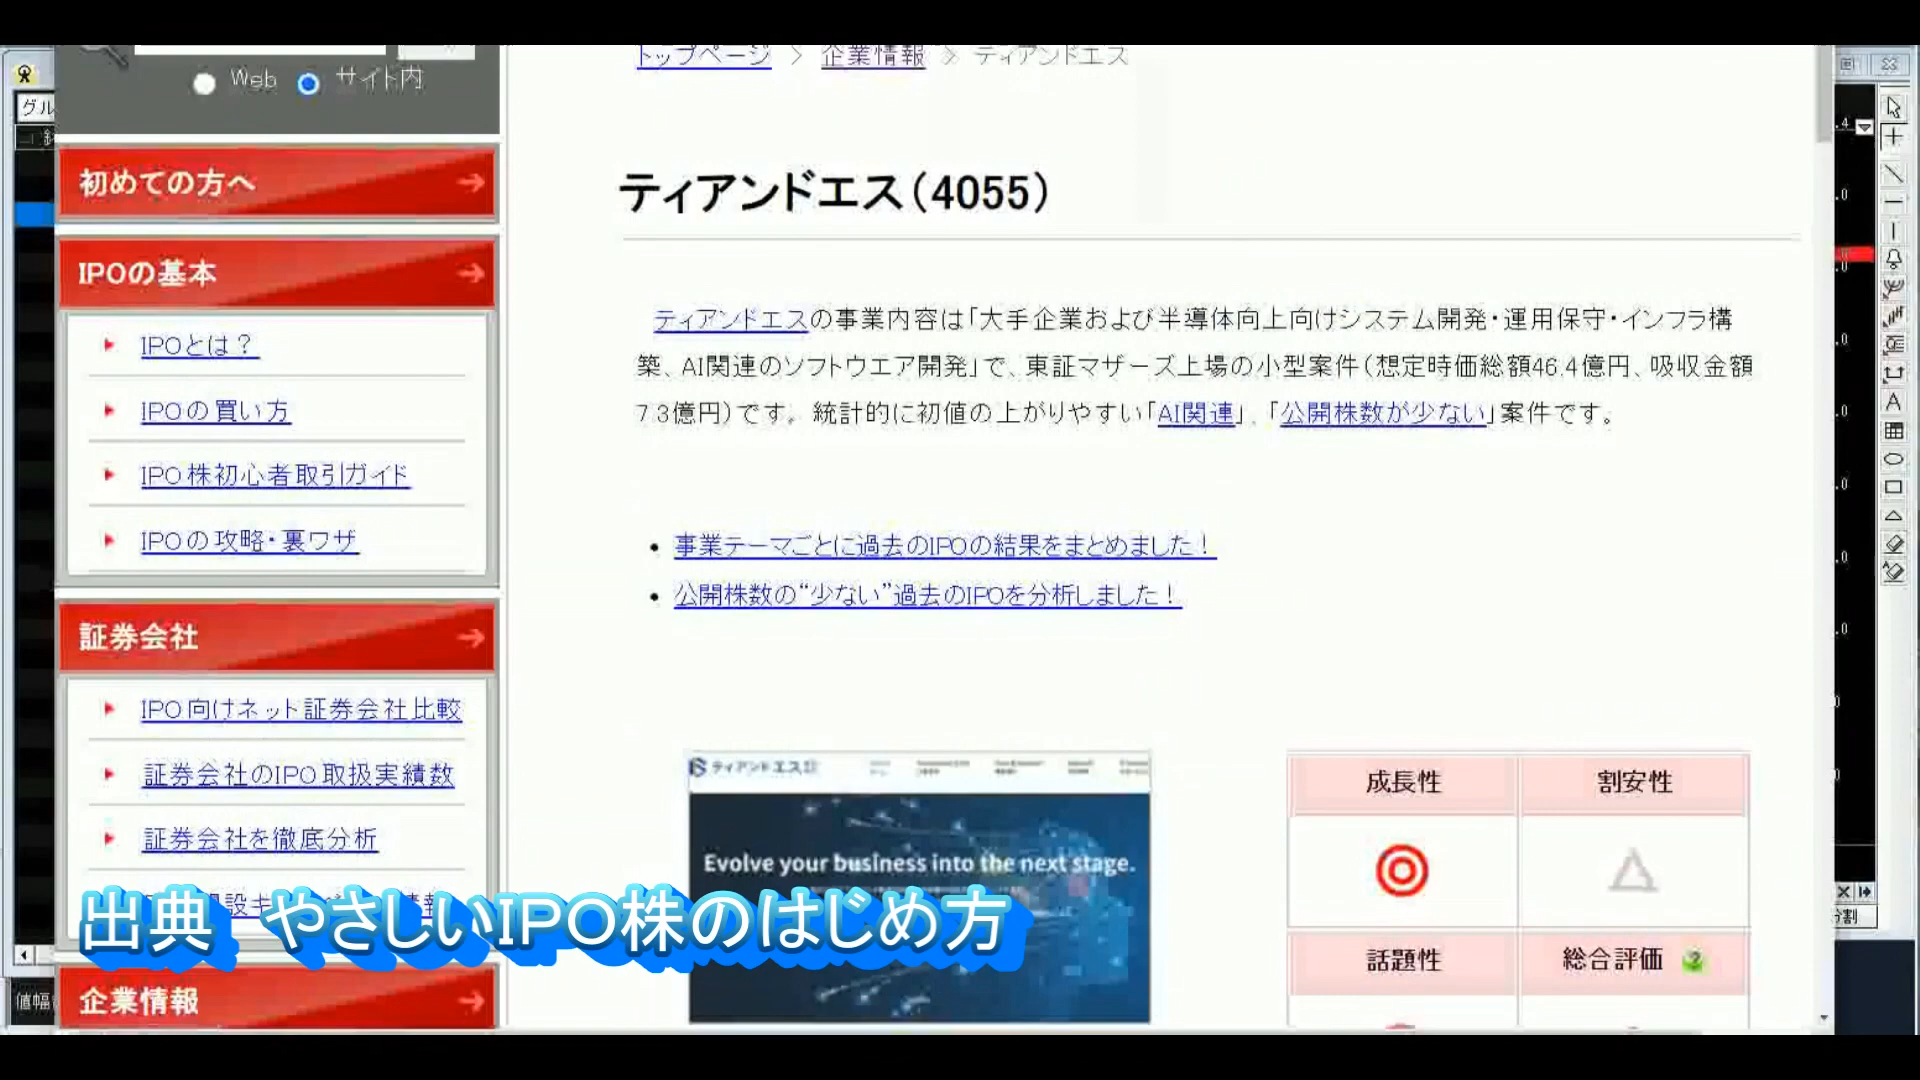 トップページ > 企業情報 > ティアンドエス
Web サイト内
グル
初めての方へ
IPOの基本
IPOとは？
IPOの買い方
IPO株初心者取引ガイド
IPOの攻略・裏ワザ
証券会社
IPO向けネット証券会社比較
証券会社のIPO取扱実績数
証券会社を徹底分析
企業情報
値幅
ティアンドエス（4055）
ティアンドエスの事業内容は「大手企業および半導体向上向けシステム開発・運用保守・インフラ構
築、AI関連のソフトウエア開発」で、東証マザーズ上場の小型案件（想定時価総額46.4億円、吸収金額
7.3億円）です。統計的に初値の上がりやすい「AI関連」、「公開株数が少ない」案件です。
事業テーマごとに過去のIPOの結果をまとめました！
公開株数の“少ない”過去のIPOを分析しました！
ティアンドエス
Evolve your business into the next stage.
成長性 割安性
◎ △
話題性 総合評価
出典 やさしいIPO株のはじめ方
分割